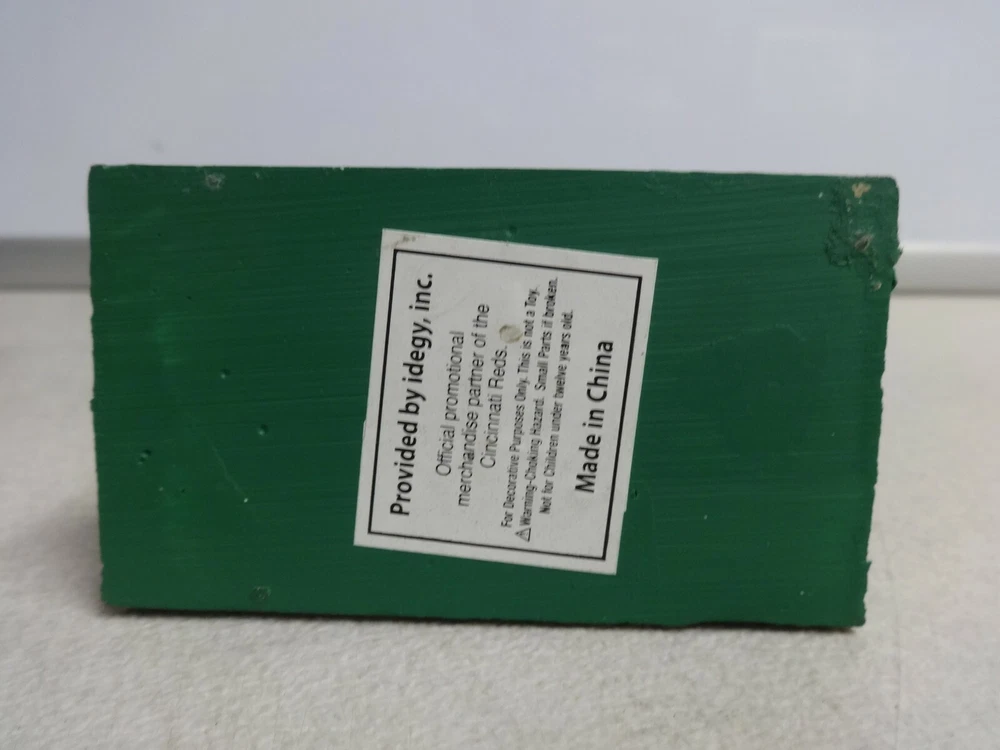 Provided by idegy, inc.
Official promotional
merchandise partner of the
Cincinnati Reds.
For Decorative Purposes Only. This is not a Toy.
⚠Warning-Choking Hazard. Small Parts if broken.
Not for Children under twelve years old.
Made in China